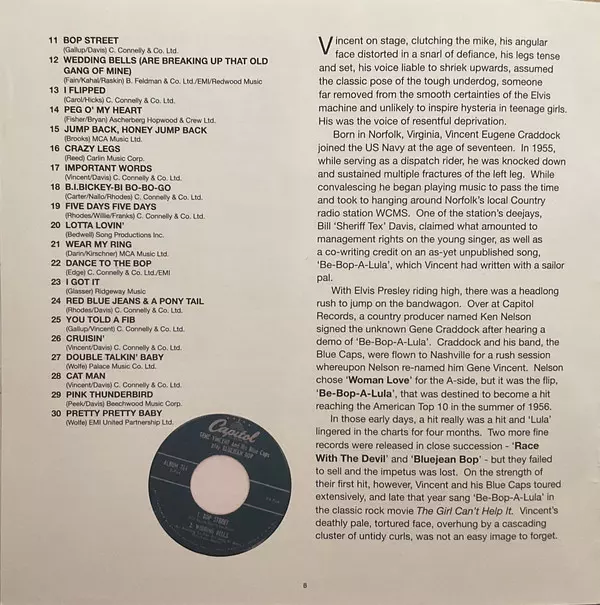 11 BOP STREET
(Gallup/Davis) C. Connelly & Co. Ltd.
12 WEDDING BELLS (ARE BREAKING UP THAT OLD
GANG OF MINE)
(Fain/Kahal/Raskin) B. Feldman & Co. Ltd./EMI/Redwood Music
13 I FLIPPED
(Carol/Hicks) C. Connelly & Co. Ltd.
14 PEG O' MY HEART
(Fisher/Bryan) Ascherberg Hopwood & Crew Ltd.
15 JUMP BACK, HONEY JUMP BACK
(Brooks) MCA Music Ltd.
16 CRAZY LEGS
(Reed) Carlin Music Corp.
17 IMPORTANT WORDS
(Vincent/Davis) C. Connelly & Co. Ltd.
18 B.I.BICKEY-BI BO-BO-GO
(Carter/Nallo/Rhodes) C. Connelly & Co. Ltd.
19 FIVE DAYS FIVE DAYS
(Rhodes/Willie/Franks) C. Connelly & Co. Ltd.
20 LOTTA LOVIN'
(Bedwell) Song Productions Inc.
21 WEAR MY RING
(Darin/Kirschner) MCA Music Ltd.
22 DANCE TO THE BOP
(Edge) C. Connelly & Co. Ltd./EMI
23 I GOT IT
(Glasser) Ridgeway Music
24 RED BLUE JEANS & A PONY TAIL
(Rhodes/Davis) C. Connelly & Co. Ltd.
25 YOU TOLD A FIB
(Gallup/Vincent) C. Connelly & Co. Ltd.
26 CRUISIN'
(Vincent/Davis) C. Connelly & Co. Ltd.
27 DOUBLE TALKIN' BABY
(Wolfe) Palace Music Co. Ltd.
28 CAT MAN
(Vincent/Davis) C. Connelly & Co. Ltd.
29 PINK THUNDERBIRD
(Peek/Davis) Beechwood Music Corp.
30 PRETTY PRETTY BABY
(Wolfe) EMI United Partnership Ltd.
Capitol
GENE VINCENT And His Blue Caps
BLUEJEAN BOP
ALBUM 764
1. BOP STREET
2. WEDDING BELLS
Vincent on stage, clutching the mike, his angular
face distorted in a snarl of defiance, his legs tense
and set, his voice liable to shriek upwards, assumed
the classic pose of the tough underdog, someone
far removed from the smooth certainties of the Elvis
machine and unlikely to inspire hysteria in teenage girls.
His was the voice of resentful deprivation.
Born in Norfolk, Virginia, Vincent Eugene Craddock
joined the US Navy at the age of seventeen. In 1955,
while serving as a dispatch rider, he was knocked down
and sustained multiple fractures of the left leg. While
convalescing he began playing music to pass the time
and took to hanging around Norfolk's local Country
radio station WCMS. One of the station's deejays,
Bill 'Sheriff Tex' Davis, claimed what amounted to
management rights on the young singer, as well as
a co-writing credit on an as-yet unpublished song,
'Be-Bop-A-Lula', which Vincent had written with a sailor
pal.
With Elvis Presley riding high, there was a headlong
rush to jump on the bandwagon. Over at Capitol
Records, a country producer named Ken Nelson
signed the unknown Gene Craddock after hearing a
demo of 'Be-Bop-A-Lula'. Craddock and his band, the
Blue Caps, were flown to Nashville for a rush session
whereupon Nelson re-named him Gene Vincent. Nelson
chose 'Woman Love' for the A-side, but it was the flip,
'Be-Bop-A-Lula', that was destined to become a hit
reaching the American Top 10 in the summer of 1956.
In those early days, a hit really was a hit and 'Lula'
lingered in the charts for four months. Two more fine
records were released in close succession - 'Race
With The Devil' and 'Bluejean Bop' - but they failed
to sell and the impetus was lost. On the strength of
their first hit, however, Vincent and his Blue Caps toured
extensively, and late that year sang 'Be-Bop-A-Lula' in
the classic rock movie The Girl Can't Help It. Vincent's
deathly pale, tortured face, overhung by a cascading
cluster of untidy curls, was not an easy image to forget.
8